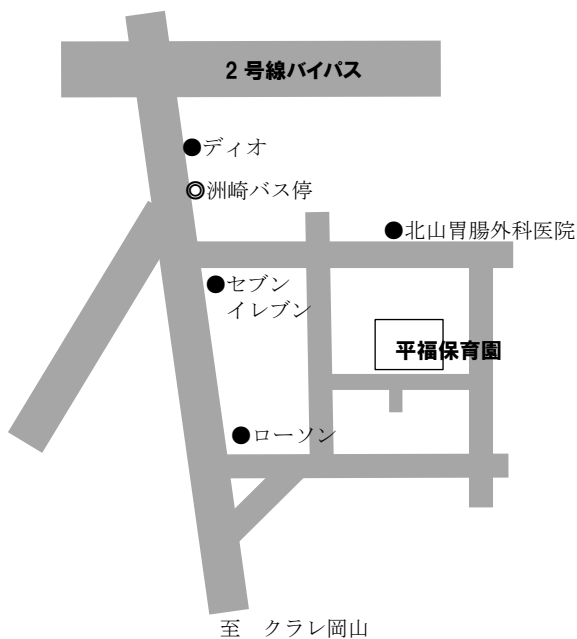 2号線バイパス
●ディオ
◎洲崎バス停
●北山胃腸外科医院
●セブン
イレブン
平福保育園
●ローソン
至　クラレ岡山